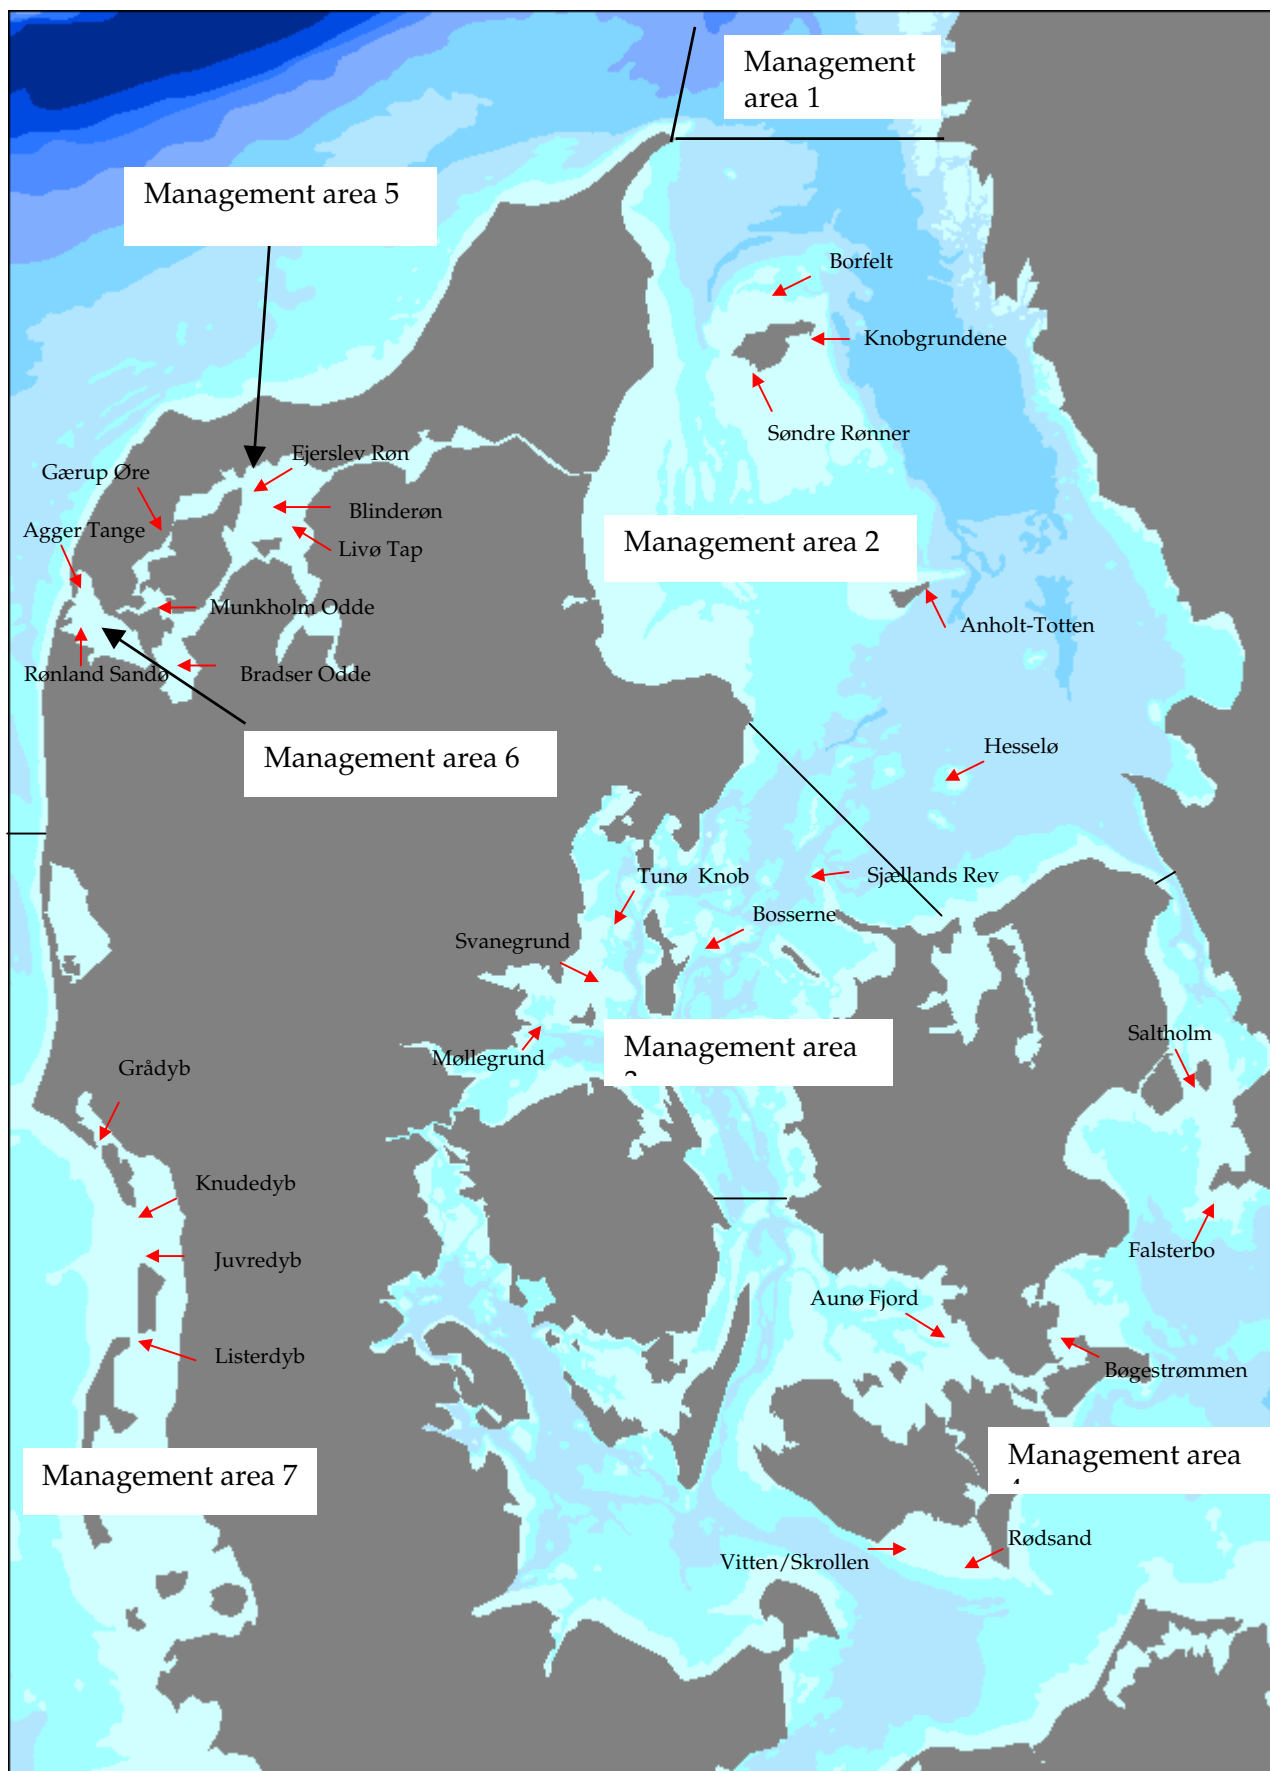 Management
area 1
Management area 5
Borfelt
Knobgrundene
Søndre Rønner
Ejerslev Røn
Gærup Øre
Blinderøn
Agger Tange
Livø Tap
Management area 2
Munkholm Odde
Anholt-Totten
Rønland Sandø
Bradser Odde
Management area 6
Hesselø
Tunø Knob
Sjællands Rev
Bosserne
Svanegrund
Management area
Møllegrund
Saltholm
Grådyb
Knudedyb
Juvredyb
Falsterbo
Aunø Fjord
Listerdyb
Bøgestrømmen
Management area
Management area 7
Rødsand
Vitten/Skrollen